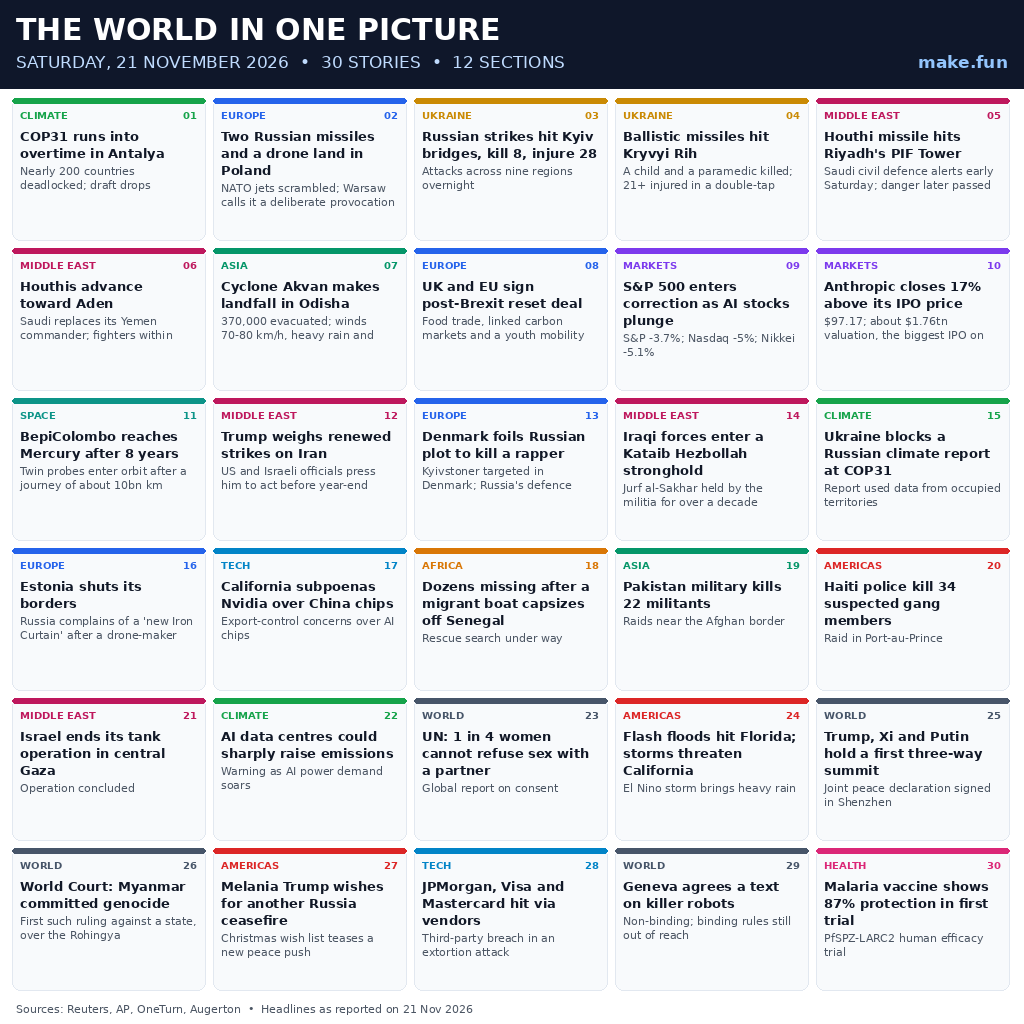 THE WORLD IN ONE PICTURE
SATURDAY, 21 NOVEMBER 2026 • 30 STORIES • 12 SECTIONS
make.fun
CLIMATE 01
COP31 runs into
overtime in Antalya
Nearly 200 countries
deadlocked; draft drops
EUROPE 02
Two Russian missiles
and a drone land in
Poland
NATO jets scrambled; Warsaw
calls it a deliberate provocation
UKRAINE 03
Russian strikes hit Kyiv
bridges, kill 8, injure 28
Attacks across nine regions
overnight
UKRAINE 04
Ballistic missiles hit
Kryvyi Rih
A child and a paramedic killed;
21+ injured in a double-tap
MIDDLE EAST 05
Houthi missile hits
Riyadh's PIF Tower
Saudi civil defence alerts early
Saturday; danger later passed
MIDDLE EAST 06
Houthis advance
toward Aden
Saudi replaces its Yemen
commander; fighters within
ASIA 07
Cyclone Akvan makes
landfall in Odisha
370,000 evacuated; winds
70-80 km/h, heavy rain and
EUROPE 08
UK and EU sign
post-Brexit reset deal
Food trade, linked carbon
markets and a youth mobility
MARKETS 09
S&P 500 enters
correction as AI stocks
plunge
S&P -3.7%; Nasdaq -5%; Nikkei
-5.1%
MARKETS 10
Anthropic closes 17%
above its IPO price
$97.17; about $1.76tn
valuation, the biggest IPO on
SPACE 11
BepiColombo reaches
Mercury after 8 years
Twin probes enter orbit after a
journey of about 10bn km
MIDDLE EAST 12
Trump weighs renewed
strikes on Iran
US and Israeli officials press
him to act before year-end
EUROPE 13
Denmark foils Russian
plot to kill a rapper
Kyivstoner targeted in
Denmark; Russia's defence
MIDDLE EAST 14
Iraqi forces enter a
Kataib Hezbollah
stronghold
Jurf al-Sakhar held by the
militia for over a decade
CLIMATE 15
Ukraine blocks a
Russian climate report
at COP31
Report used data from occupied
territories
EUROPE 16
Estonia shuts its
borders
Russia complains of a 'new Iron
Curtain' after a drone-maker
TECH 17
California subpoenas
Nvidia over China chips
Export-control concerns over AI
chips
AFRICA 18
Dozens missing after a
migrant boat capsizes
off Senegal
Rescue search under way
ASIA 19
Pakistan military kills
22 militants
Raids near the Afghan border
AMERICAS 20
Haiti police kill 34
suspected gang
members
Raid in Port-au-Prince
MIDDLE EAST 21
Israel ends its tank
operation in central
Gaza
Operation concluded
CLIMATE 22
AI data centres could
sharply raise emissions
Warning as AI power demand
soars
WORLD 23
UN: 1 in 4 women
cannot refuse sex with
a partner
Global report on consent
AMERICAS 24
Flash floods hit Florida;
storms threaten
California
El Nino storm brings heavy rain
WORLD 25
Trump, Xi and Putin
hold a first three-way
summit
Joint peace declaration signed
in Shenzhen
WORLD 26
World Court: Myanmar
committed genocide
First such ruling against a state,
over the Rohingya
AMERICAS 27
Melania Trump wishes
for another Russia
ceasefire
Christmas wish list teases a
new peace push
TECH 28
JPMorgan, Visa and
Mastercard hit via
vendors
Third-party breach in an
extortion attack
WORLD 29
Geneva agrees a text
on killer robots
Non-binding; binding rules still
out of reach
HEALTH 30
Malaria vaccine shows
87% protection in first
trial
PfSPZ-LARC2 human efficacy
trial
Sources: Reuters, AP, OneTurn, Augerton • Headlines as reported on 21 Nov 2026